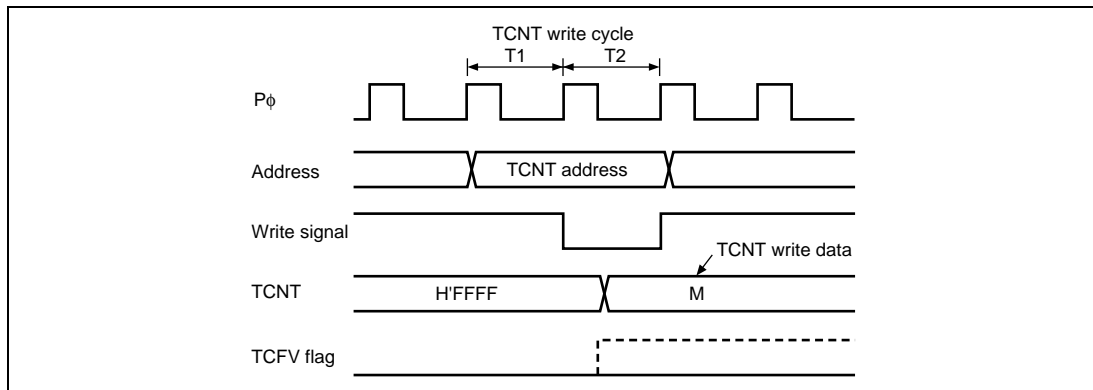 TCNT write cycle
T1 T2
Pϕ
Address TCNT address
Write signal
TCNT write data
TCNT H'FFFF M
TCFV flag